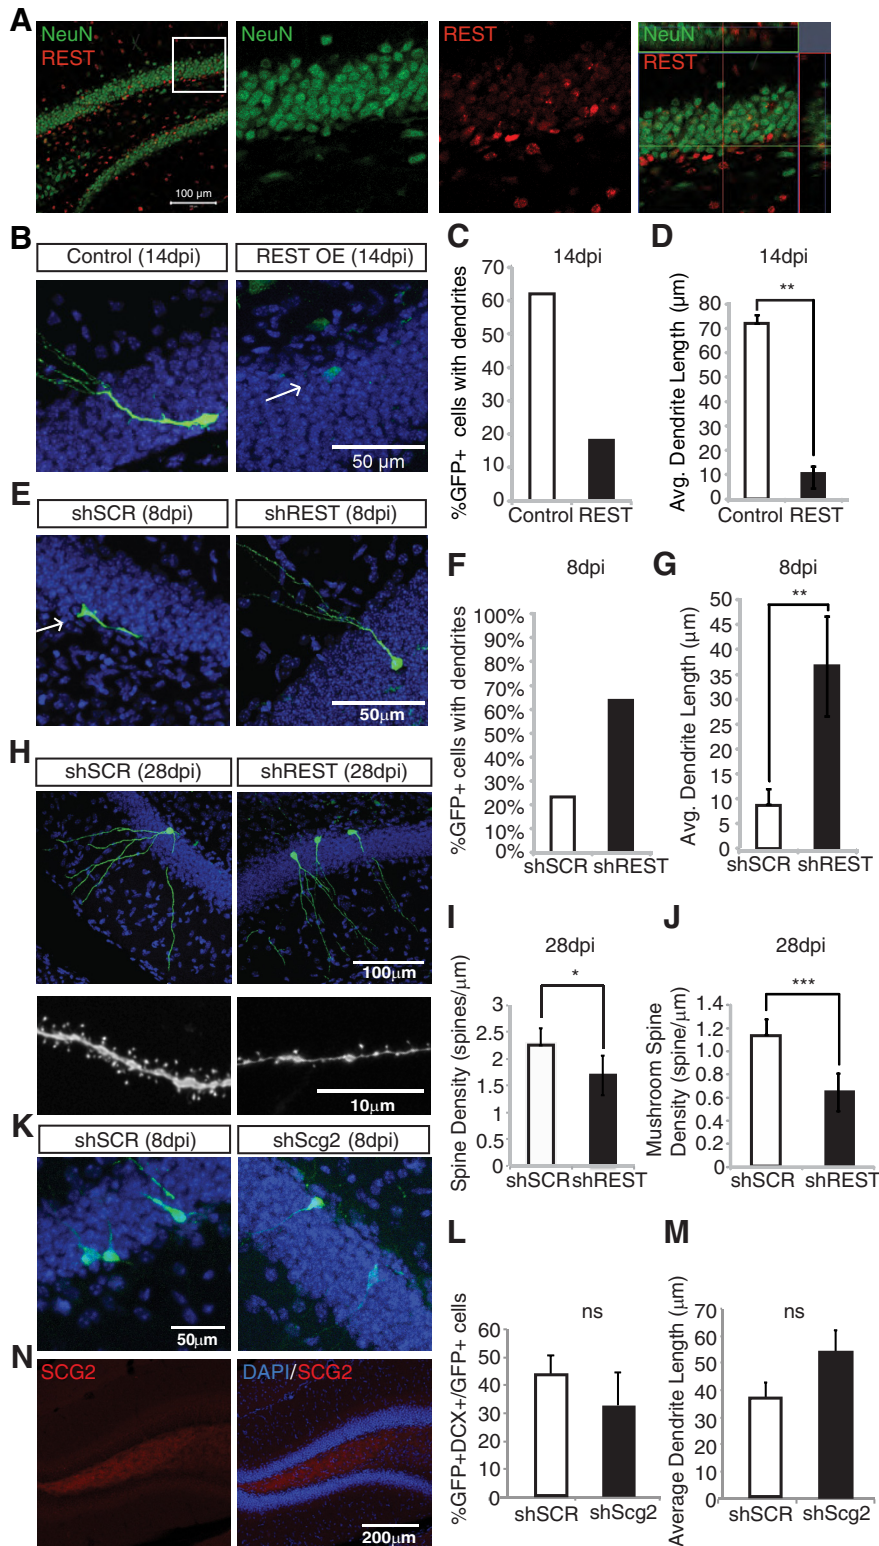 A
NeuN
REST
100 µm
NeuN
REST
NeuN
REST
B
Control (14dpi)
REST OE (14dpi)
50 µm
C
14dpi
%GFP+ cells with dendrites
70
60
50
40
30
20
10
0
Control REST
D
14dpi
Avg. Dendrite Length (µm)
80
70
60
50
40
30
20
10
0
**
Control REST
E
shSCR (8dpi)
shREST (8dpi)
50µm
F
8dpi
%GFP+ cells with dendrites
100%
90%
80%
70%
60%
50%
40%
30%
20%
10%
0%
shSCR shREST
G
8dpi
Avg. Dendrite Length (µm)
50
45
40
35
30
25
20
15
10
5
0
**
shSCR shREST
H
shSCR (28dpi)
shREST (28dpi)
100µm
10µm
I
28dpi
Spine Density (spines/µm)
3
2.5
2
1.5
1
0.5
0
*
shSCR shREST
J
28dpi
Mushroom Spine
Density (spine/µm)
1.4
1.2
1.0
0.8
0.6
0.4
0.2
0
***
shSCR shREST
K
shSCR (8dpi)
shScg2 (8dpi)
50µm
L
ns
%GFP+DCX+/GFP+ cells
60
50
40
30
20
10
0
shSCR shScg2
M
ns
Average Dendrite Length (µm)
70
60
50
40
30
20
10
0
shSCR shScg2
N
SCG2
DAPI/SCG2
200µm